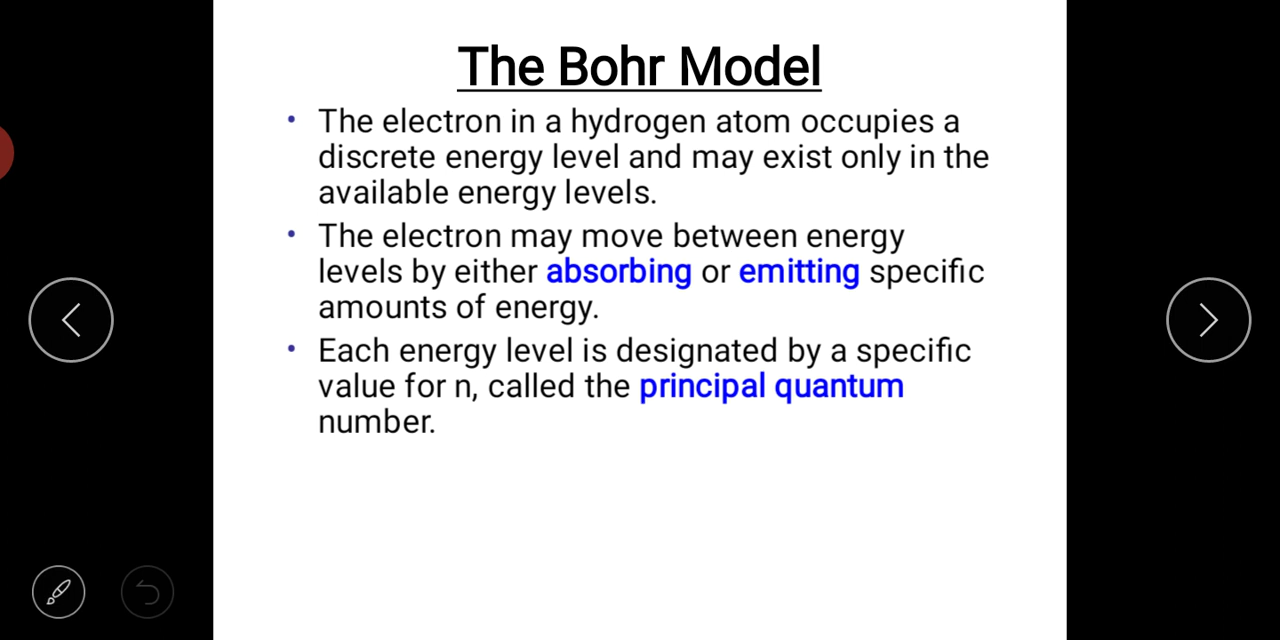 The Bohr Model
• The electron in a hydrogen atom occupies a
discrete energy level and may exist only in the
available energy levels.
• The electron may move between energy
levels by either absorbing or emitting specific
amounts of energy.
• Each energy level is designated by a specific
value for n, called the principal quantum
number.